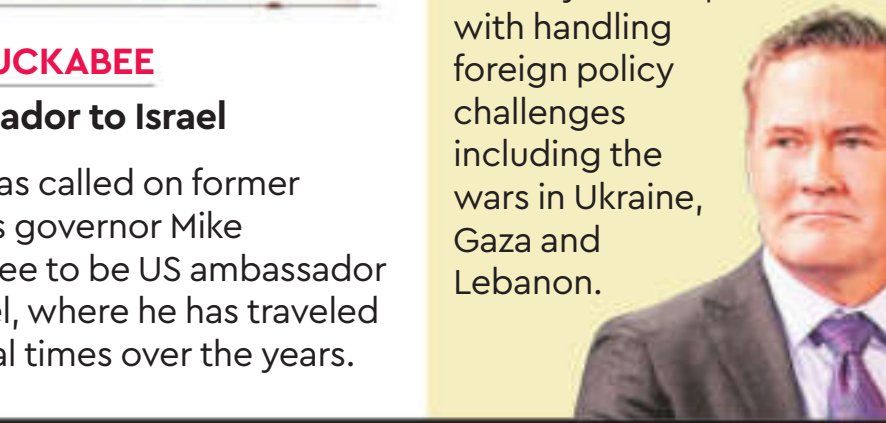 UCKABEE
ador to Israel
as called on former
s governor Mike
ee to be US ambassador
el, where he has traveled
al times over the years.
with handling
foreign policy
challenges
including the
wars in Ukraine,
Gaza and
Lebanon.